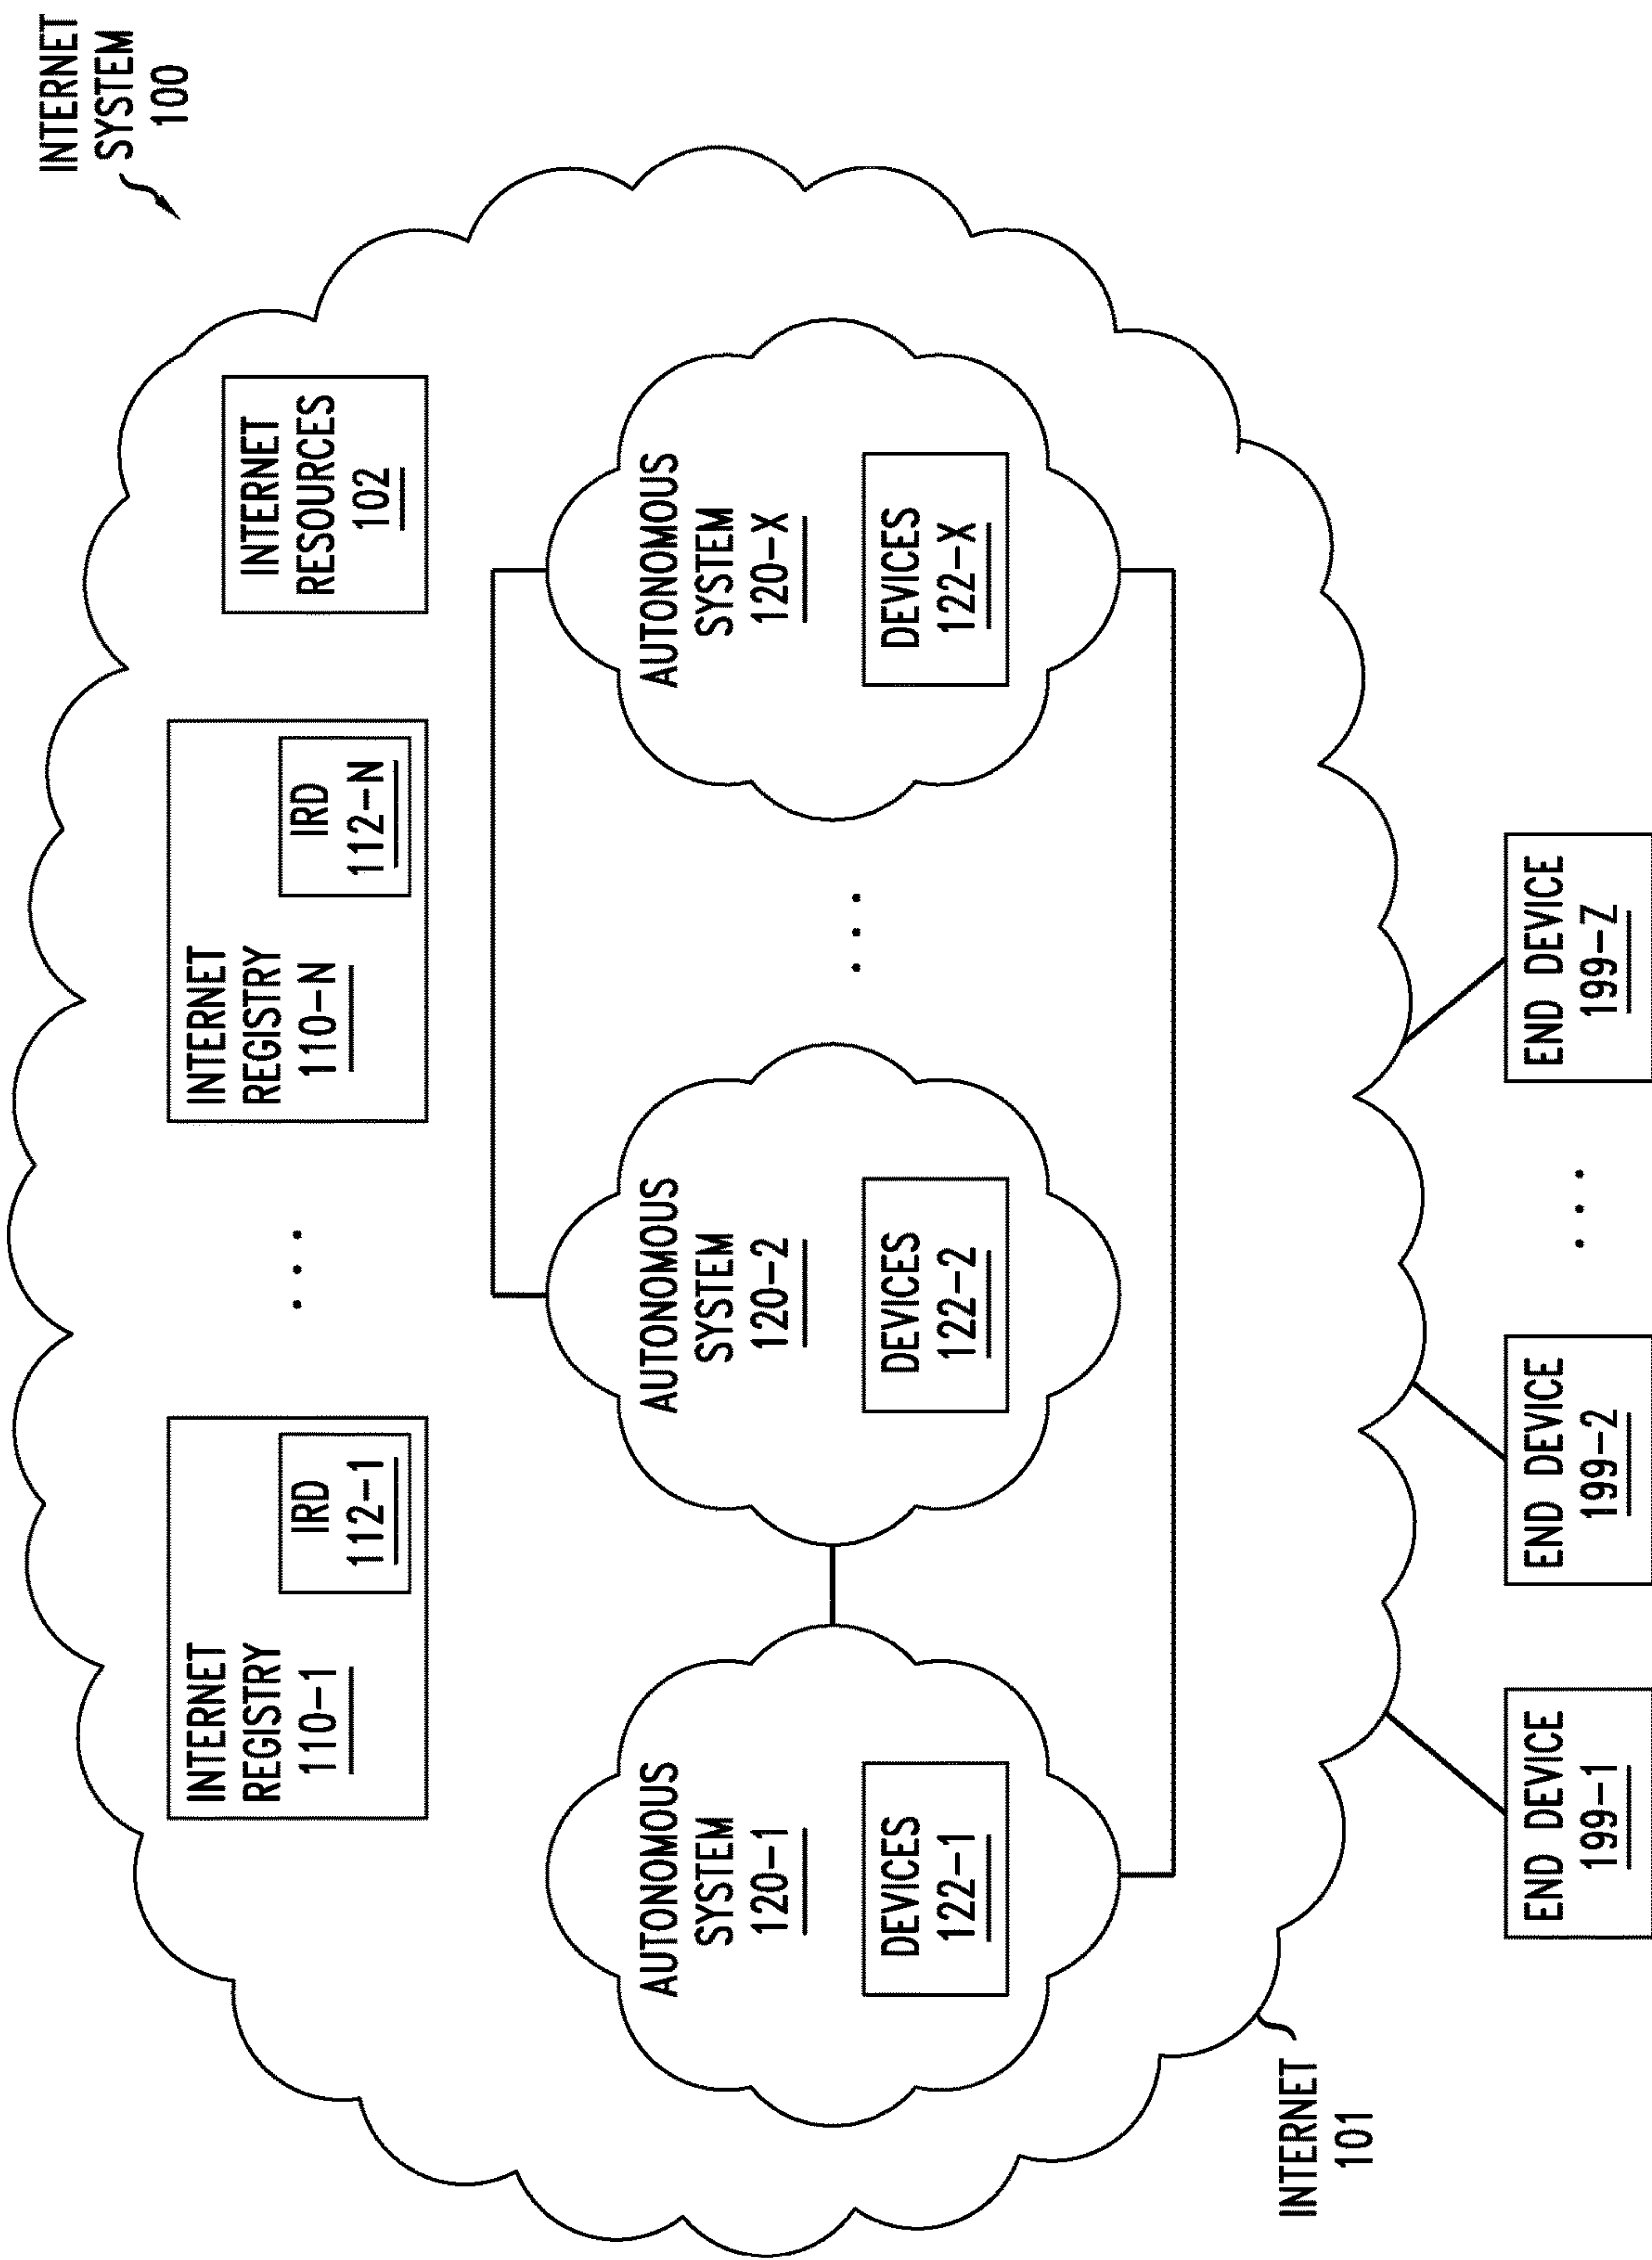 INTERNET
SYSTEM
100
INTERNET
REGISTRY
110-1
IRD
112-1
. . .
INTERNET
REGISTRY
110-N
IRD
112-N
INTERNET
RESOURCES
102
AUTONOMOUS
SYSTEM
120-1
DEVICES
122-1
AUTONOMOUS
SYSTEM
120-2
DEVICES
122-2
. . .
AUTONOMOUS
SYSTEM
120-X
DEVICES
122-X
INTERNET
101
END DEVICE
199-1
END DEVICE
199-2
. . .
END DEVICE
199-Z